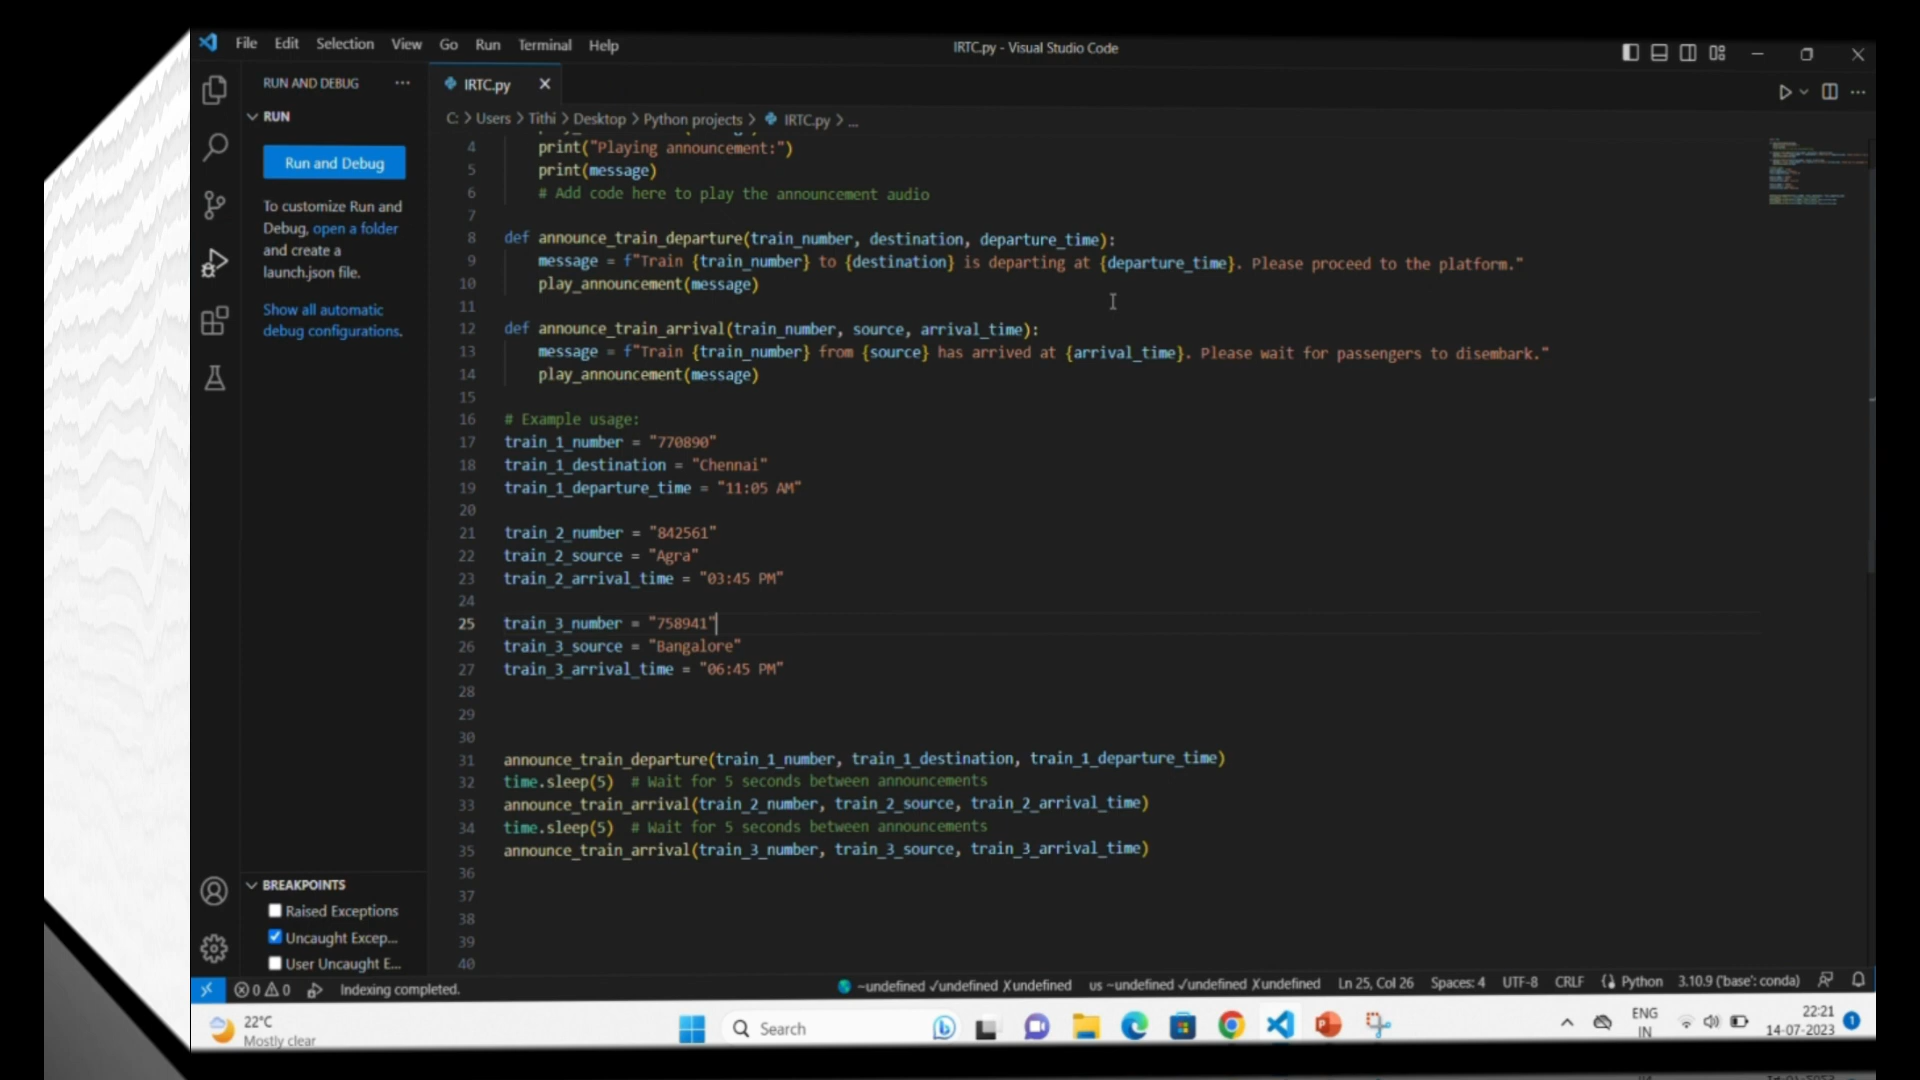 File Edit Selection View Go Run Terminal Help
IRTC.py - Visual Studio Code
RUN AND DEBUG ...
RUN
Run and Debug
To customize Run and
Debug, open a folder
and create a
launch.json file.
Show all automatic
debug configurations.
BREAKPOINTS
Raised Exceptions
Uncaught Excep...
User Uncaught E...
IRTC.py
C: > Users > Tithi > Desktop > Python projects > IRTC.py > ...
4 print("Playing announcement:")
5 print(message)
6 # Add code here to play the announcement audio
7
8 def announce_train_departure(train_number, destination, departure_time):
9 message = f"Train {train_number} to {destination} is departing at {departure_time}. Please proceed to the platform."
10 play_announcement(message)
11
12 def announce_train_arrival(train_number, source, arrival_time):
13 message = f"Train {train_number} from {source} has arrived at {arrival_time}. Please wait for passengers to disembark."
14 play_announcement(message)
15
16 # Example usage:
17 train_1_number = "770890"
18 train_1_destination = "Chennai"
19 train_1_departure_time = "11:05 AM"
20
21 train_2_number = "842561"
22 train_2_source = "Agra"
23 train_2_arrival_time = "03:45 PM"
24
25 train_3_number = "758941"
26 train_3_source = "Bangalore"
27 train_3_arrival_time = "06:45 PM"
28
29
30
31 announce_train_departure(train_1_number, train_1_destination, train_1_departure_time)
32 time.sleep(5) # Wait for 5 seconds between announcements
33 announce_train_arrival(train_2_number, train_2_source, train_2_arrival_time)
34 time.sleep(5) # Wait for 5 seconds between announcements
35 announce_train_arrival(train_3_number, train_3_source, train_3_arrival_time)
36
37
38
39
40
0 0 Indexing completed. ~undefined √undefined Xundefined us ~undefined √undefined Xundefined Ln 25, Col 26 Spaces: 4 UTF-8 CRLF Python 3.10.9 ('base': conda)
22°C
Mostly clear
Search
ENG
IN
22:21
14-07-2023
1